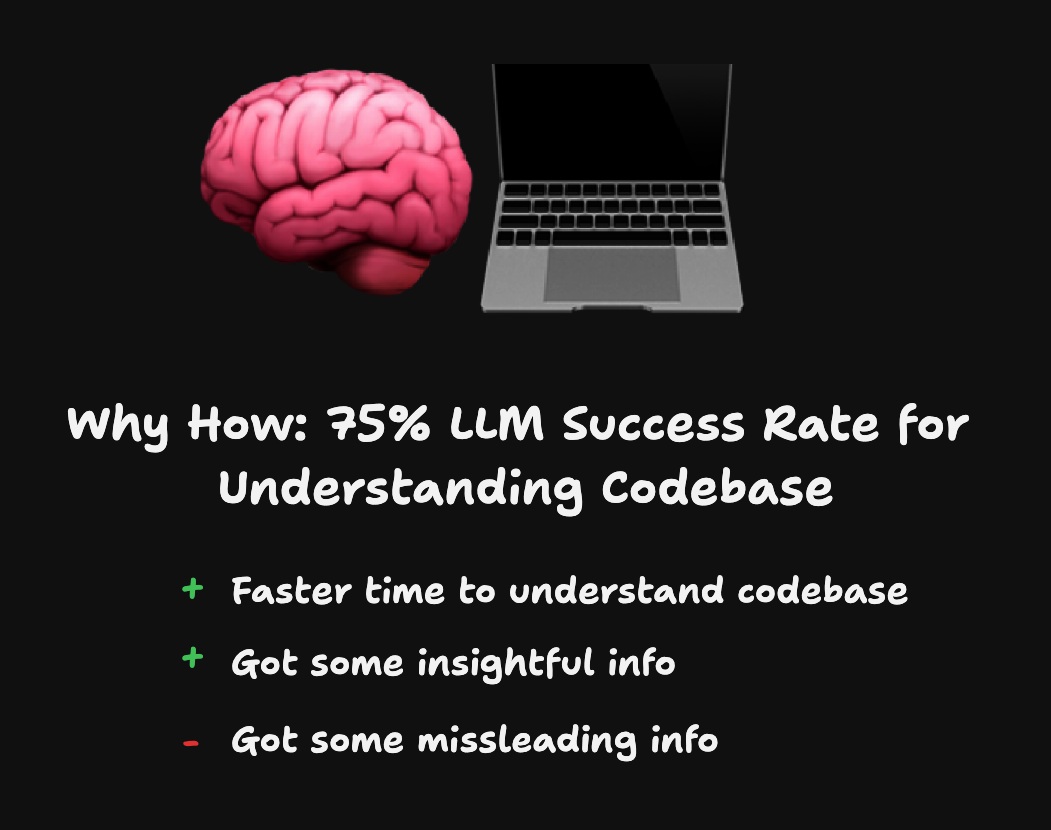 Why How: 75% LLM Success Rate for
Understanding Codebase
+ Faster time to understand codebase
+ Got some insightful info
- Got some missleading info